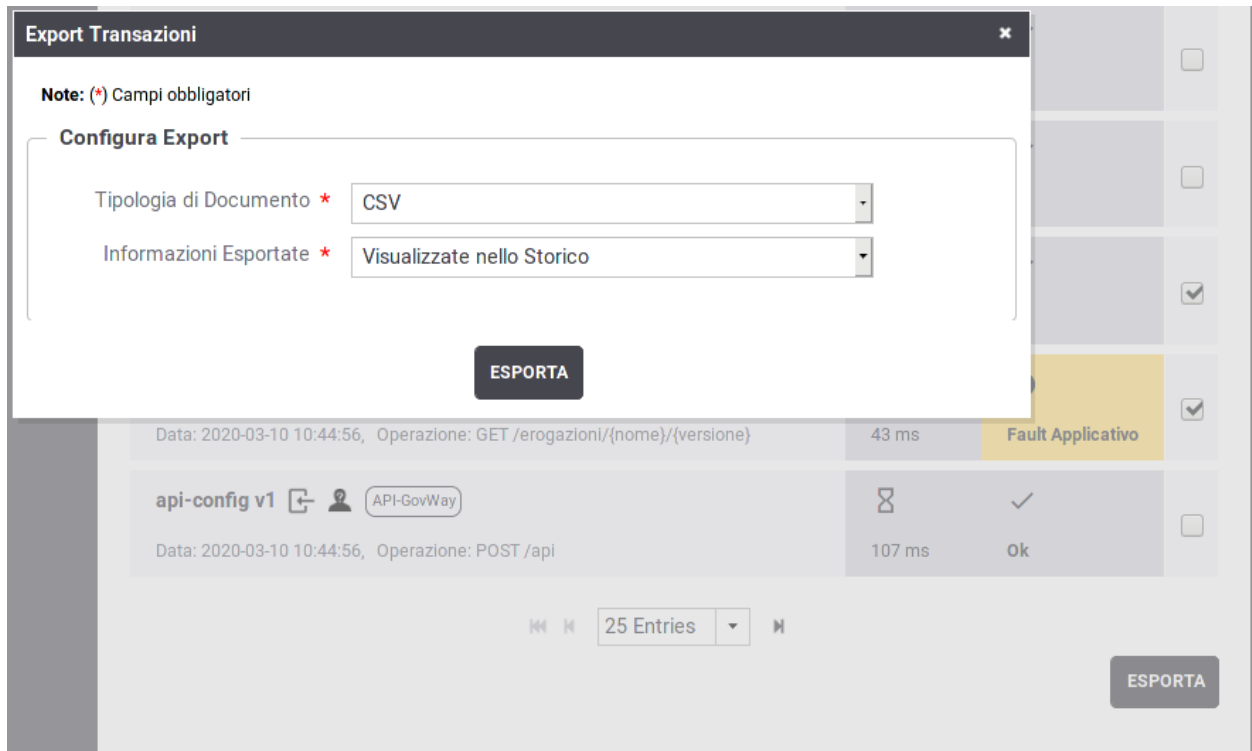 Export Transazioni
Note: (*) Campi obbligatori
Configura Export
Tipologia di Documento * CSV
Informazioni Esportate * Visualizzate nello Storico
ESPORTA
Data: 2020-03-10 10:44:56, Operazione: GET /erogazioni/{nome}/{versione} 43 ms Fault Applicativo
api-config v1 API-GovWay
Data: 2020-03-10 10:44:56, Operazione: POST /api 107 ms Ok
25 Entries
ESPORTA